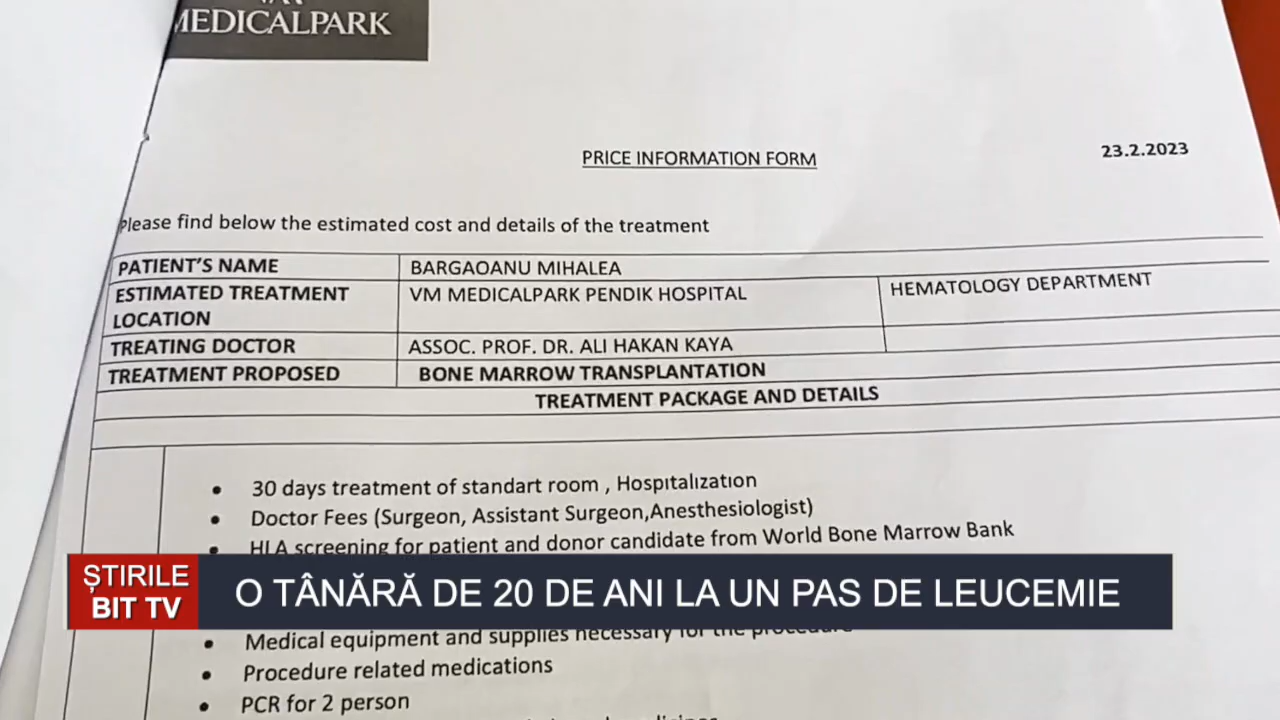 MEDICALPARK
PRICE INFORMATION FORM
23.2.2023
Please find below the estimated cost and details of the treatment
PATIENT'S NAME BARGAOANU MIHALEA
ESTIMATED TREATMENT LOCATION VM MEDICALPARK PENDIK HOSPITAL HEMATOLOGY DEPARTMENT
TREATING DOCTOR ASSOC. PROF. DR. ALI HAKAN KAYA
TREATMENT PROPOSED BONE MARROW TRANSPLANTATION
TREATMENT PACKAGE AND DETAILS
• 30 days treatment of standart room , Hospitalization
• Doctor Fees (Surgeon, Assistant Surgeon,Anesthesiologist)
• HLA screening for patient and donor candidate from World Bone Marrow Bank
ȘTIRILE
BIT TV
O TÂNĂRĂ DE 20 DE ANI LA UN PAS DE LEUCEMIE
• Medical equipment and supplies necessary for the procedure
• Procedure related medications
• PCR for 2 person